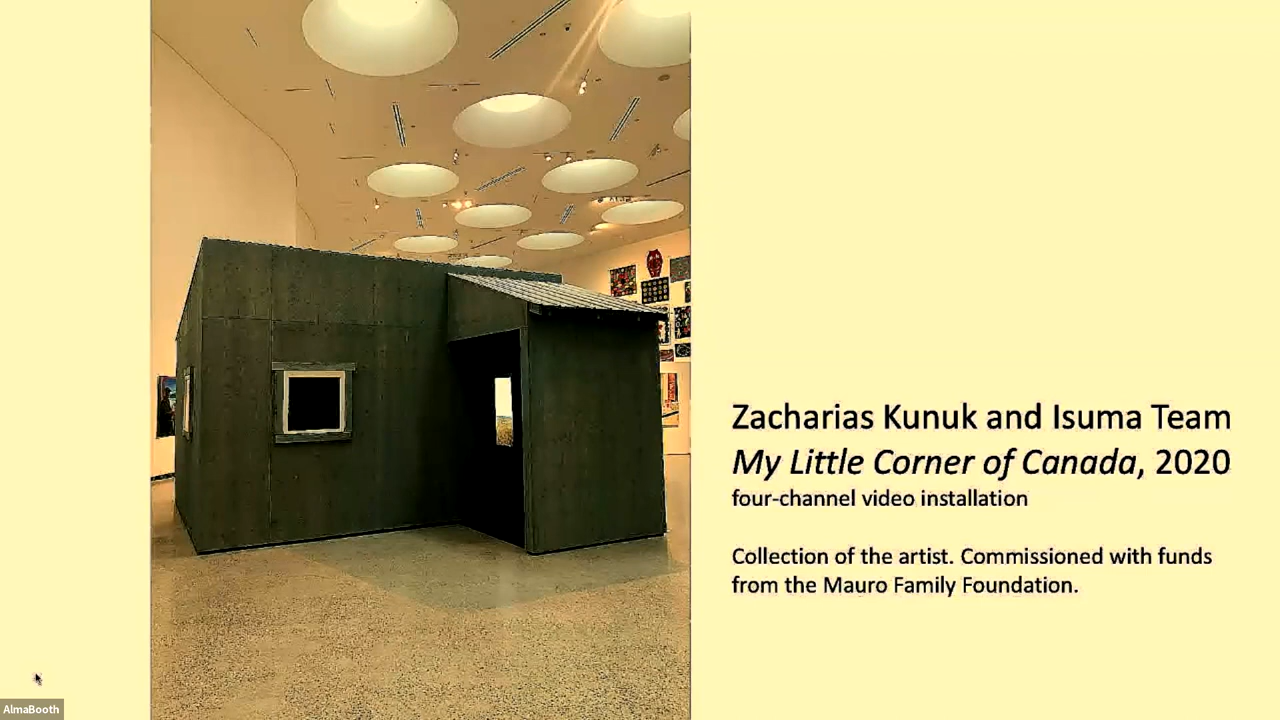 Zacharias Kunuk and Isuma Team
My Little Corner of Canada, 2020
four-channel video installation
Collection of the artist. Commissioned with funds
from the Mauro Family Foundation.
AlmaBooth